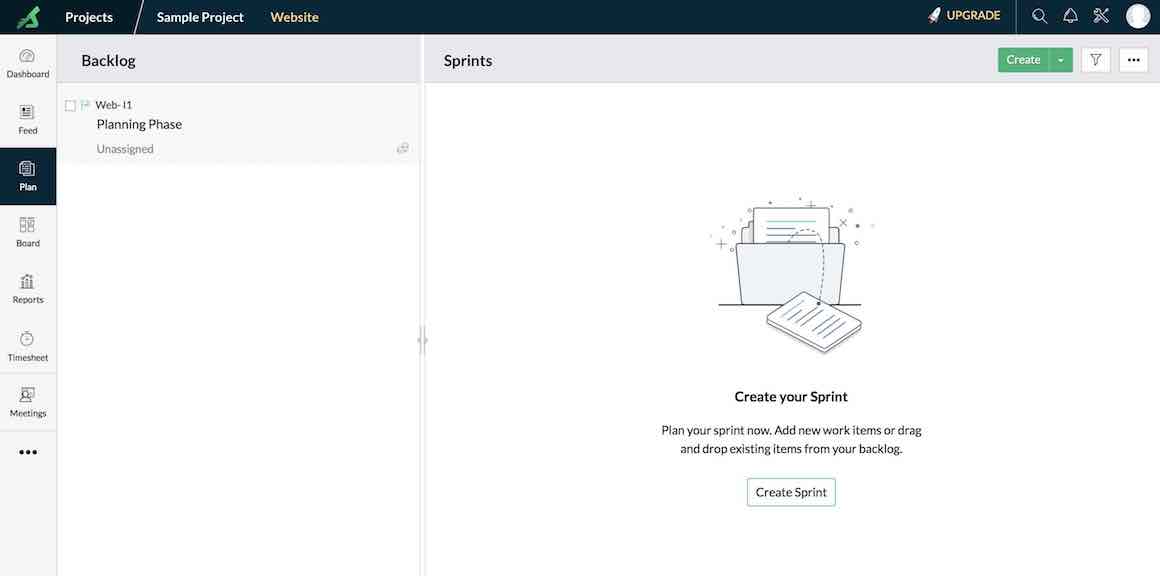 Projects
Sample Project
Website
UPGRADE
Dashboard
Feed
Plan
Board
Reports
Timesheet
Meetings
Backlog
Web- I1
Planning Phase
Unassigned
Sprints
Create
Create your Sprint
Plan your sprint now. Add new work items or drag
and drop existing items from your backlog.
Create Sprint